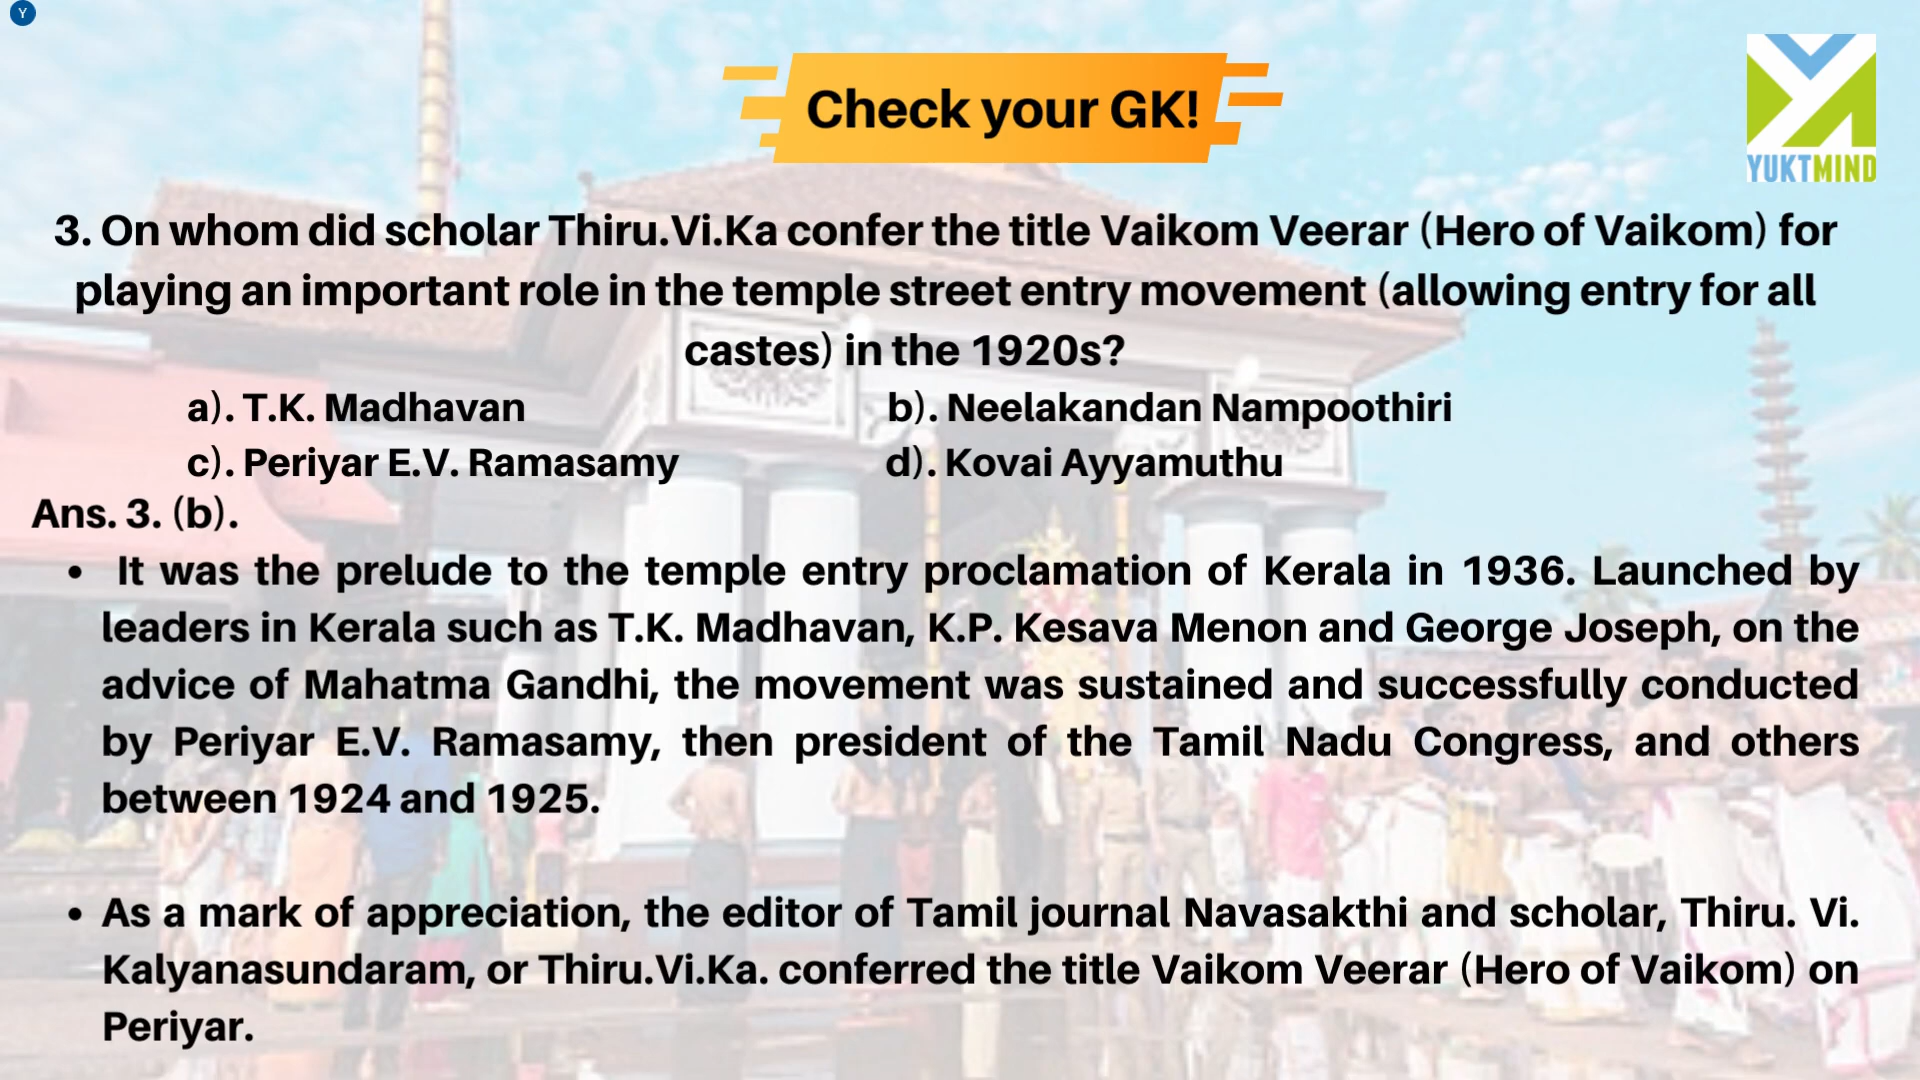 Y
Check your GK!
YUKTMIND
3. On whom did scholar Thiru.Vi.Ka confer the title Vaikom Veerar (Hero of Vaikom) for
playing an important role in the temple street entry movement (allowing entry for all
castes) in the 1920s?
a). T.K. Madhavan b). Neelakandan Nampoothiri
c). Periyar E.V. Ramasamy d). Kovai Ayyamuthu
Ans. 3. (b).
• It was the prelude to the temple entry proclamation of Kerala in 1936. Launched by
leaders in Kerala such as T.K. Madhavan, K.P. Kesava Menon and George Joseph, on the
advice of Mahatma Gandhi, the movement was sustained and successfully conducted
by Periyar E.V. Ramasamy, then president of the Tamil Nadu Congress, and others
between 1924 and 1925.
• As a mark of appreciation, the editor of Tamil journal Navasakthi and scholar, Thiru. Vi.
Kalyanasundaram, or Thiru.Vi.Ka. conferred the title Vaikom Veerar (Hero of Vaikom) on
Periyar.